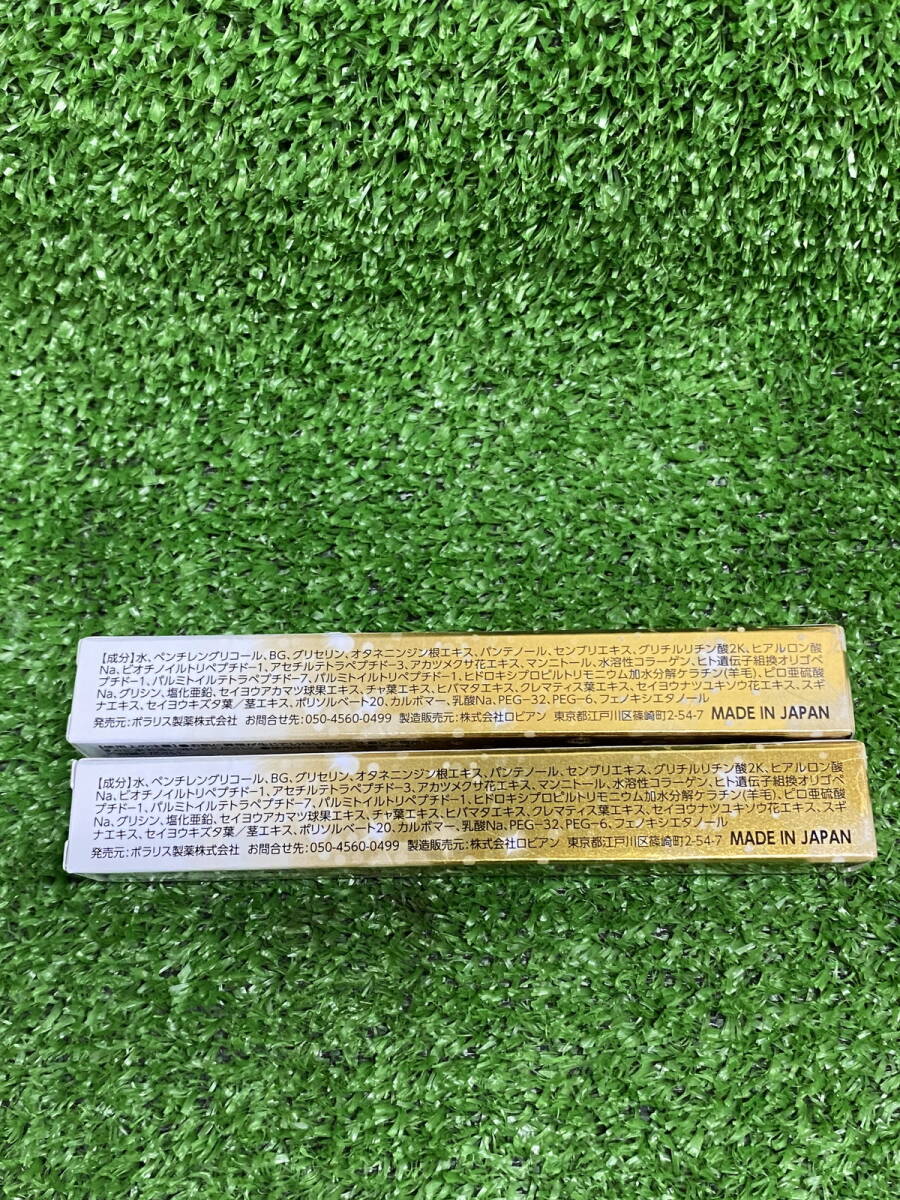 【成分】水、ペンチレングリコール、BG、グリセリン、オタネニンジン根エキス、パンテノール、センブリエキス、グリチルリチン酸2K、ヒアルロン酸
Na、ビオチノイルトリペプチド-1、アセチルテトラペプチド-3、アカツメクサ花エキス、マンニトール、水溶性コラーゲン、ヒト遺伝子組換オリゴペ
プチド-1、パルミトイルテトラペプチド-7、パルミトイルトリペプチド-1、ヒドロキシプロピルトリモニウム加水分解ケラチン(羊毛)、ピロ亜硫酸
Na、グリシン、塩化亜鉛、セイヨウアカマツ球果エキス、チャ葉エキス、ヒバマタエキス、クレマティス葉エキス、セイヨウナツユキソウ花エキス、スギ
ナエキス、セイヨウキズタ葉／茎エキス、ポリソルベート20、カルボマー、乳酸Na、PEG-32、PEG-6、フェノキシエタノール
発売元:ポラリス製薬株式会社 お問合せ先:050-4560-0499 製造販売元:株式会社ロビアン 東京都江戸川区篠崎町2-54-7 MADE IN JAPAN
【成分】水、ペンチレングリコール、BG、グリセリン、オタネニンジン根エキス、パンテノール、センブリエキス、グリチルリチン酸2K、ヒアルロン酸
Na、ビオチノイルトリペプチド-1、アセチルテトラペプチド-3、アカツメクサ花エキス、マンニトール、水溶性コラーゲン、ヒト遺伝子組換オリゴペ
プチド-1、パルミトイルテトラペプチド-7、パルミトイルトリペプチド-1、ヒドロキシプロピルトリモニウム加水分解ケラチン(羊毛)、ピロ亜硫酸
Na、グリシン、塩化亜鉛、セイヨウアカマツ球果エキス、チャ葉エキス、ヒバマタエキス、クレマティス葉エキス、セイヨウナツユキソウ花エキス、スギ
ナエキス、セイヨウキズタ葉／茎エキス、ポリソルベート20、カルボマー、乳酸Na、PEG-32、PEG-6、フェノキシエタノール
発売元:ポラリス製薬株式会社 お問合せ先:050-4560-0499 製造販売元:株式会社ロビアン 東京都江戸川区篠崎町2-54-7 MADE IN JAPAN